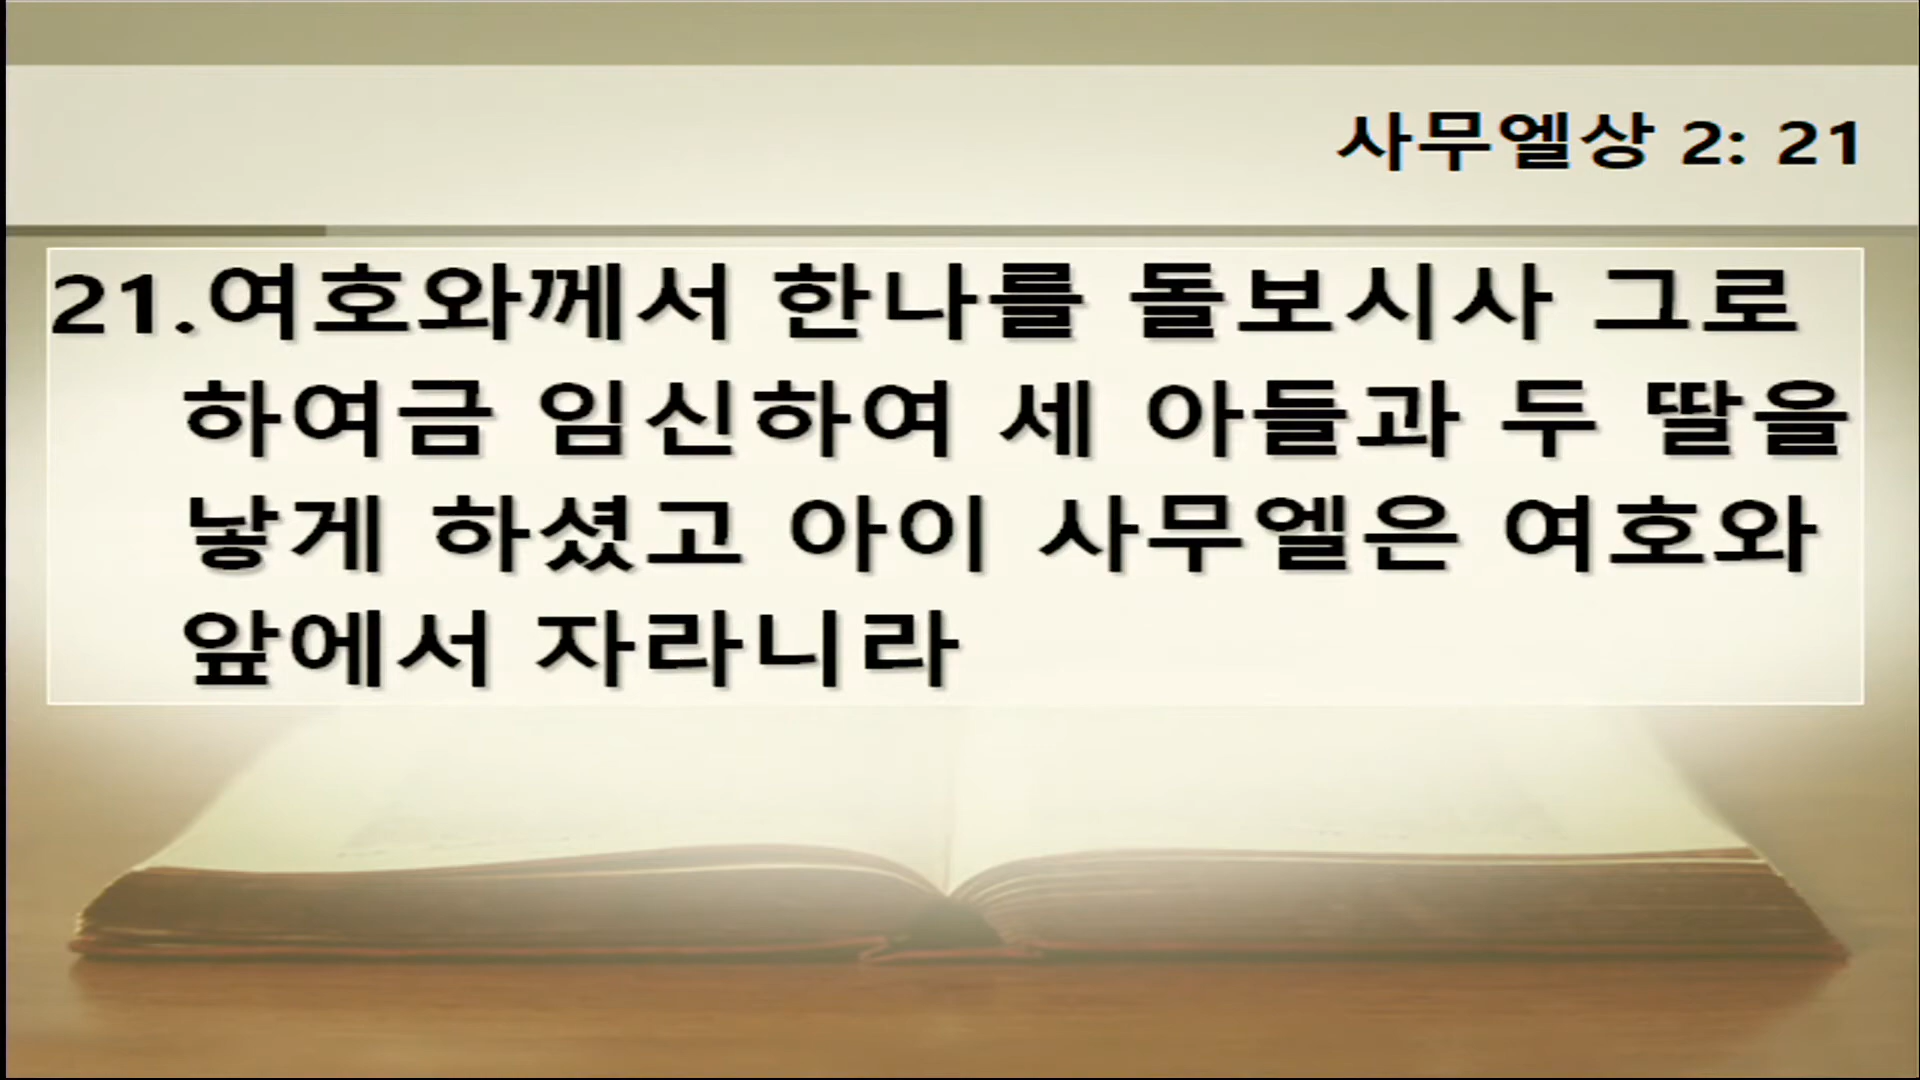 사무엘상 2: 21
21.여호와께서 한나를 돌보시사 그로
하여금 임신하여 세 아들과 두 딸을
낳게 하셨고 아이 사무엘은 여호와
앞에서 자라니라